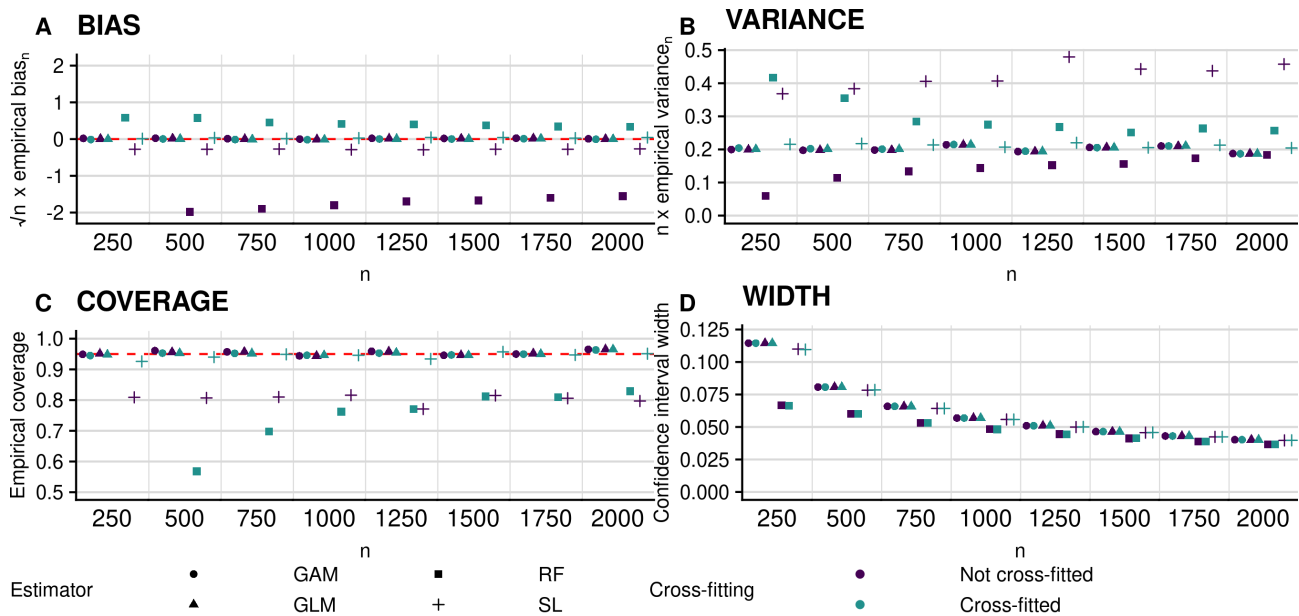 A BIAS
√n x empirical biasₙ
2
1
0
-1
-2
250 500 750 1000 1250 1500 1750 2000
n
B VARIANCE
n x empirical varianceₙ
0.5
0.4
0.3
0.2
0.1
0.0
250 500 750 1000 1250 1500 1750 2000
n
C COVERAGE
Empirical coverage
1.0
0.9
0.8
0.7
0.6
0.5
250 500 750 1000 1250 1500 1750 2000
n
D WIDTH
Confidence interval width
0.125
0.100
0.075
0.050
0.025
0.000
250 500 750 1000 1250 1500 1750 2000
n
Estimator
GAM
GLM
RF
SL
Cross-fitting
Not cross-fitted
Cross-fitted